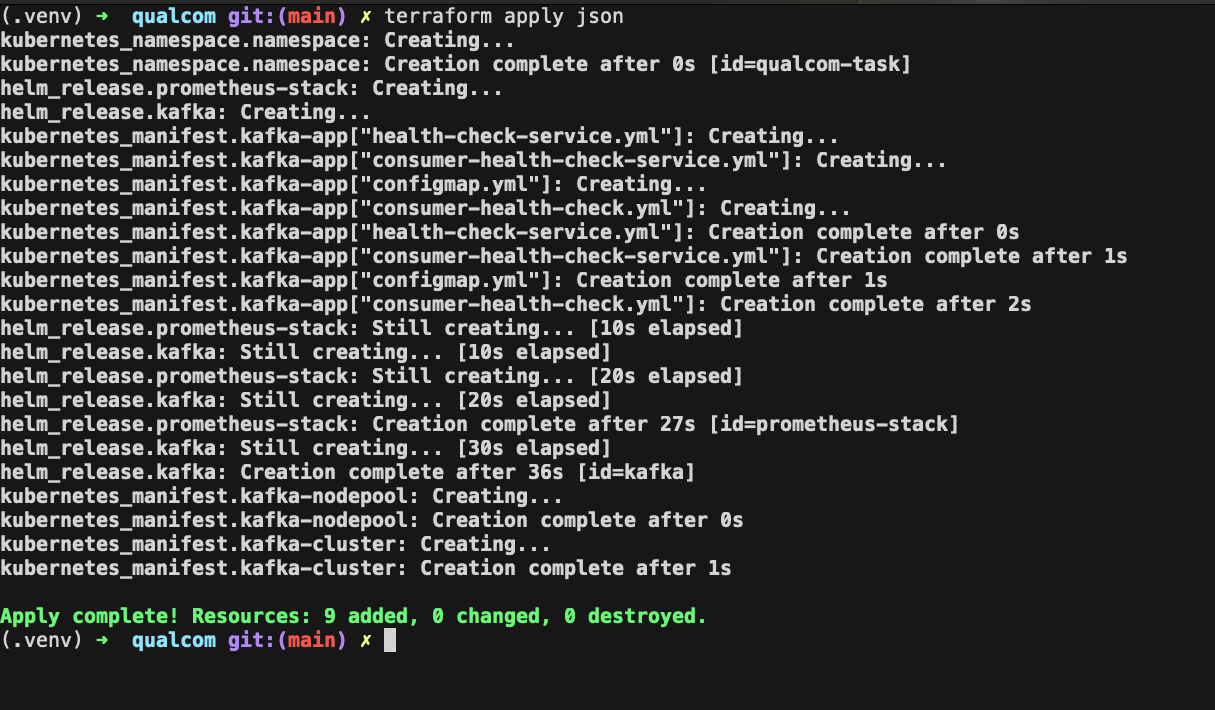 (.venv) ➜  qualcom git:(main) ✗ terraform apply json
kubernetes_namespace.namespace: Creating...
kubernetes_namespace.namespace: Creation complete after 0s [id=qualcom-task]
helm_release.prometheus-stack: Creating...
helm_release.kafka: Creating...
kubernetes_manifest.kafka-app["health-check-service.yml"]: Creating...
kubernetes_manifest.kafka-app["consumer-health-check-service.yml"]: Creating...
kubernetes_manifest.kafka-app["configmap.yml"]: Creating...
kubernetes_manifest.kafka-app["consumer-health-check.yml"]: Creating...
kubernetes_manifest.kafka-app["health-check-service.yml"]: Creation complete after 0s
kubernetes_manifest.kafka-app["consumer-health-check-service.yml"]: Creation complete after 1s
kubernetes_manifest.kafka-app["configmap.yml"]: Creation complete after 1s
kubernetes_manifest.kafka-app["consumer-health-check.yml"]: Creation complete after 2s
helm_release.prometheus-stack: Still creating... [10s elapsed]
helm_release.kafka: Still creating... [10s elapsed]
helm_release.prometheus-stack: Still creating... [20s elapsed]
helm_release.kafka: Still creating... [20s elapsed]
helm_release.prometheus-stack: Creation complete after 27s [id=prometheus-stack]
helm_release.kafka: Still creating... [30s elapsed]
helm_release.kafka: Creation complete after 36s [id=kafka]
kubernetes_manifest.kafka-nodepool: Creating...
kubernetes_manifest.kafka-nodepool: Creation complete after 0s
kubernetes_manifest.kafka-cluster: Creating...
kubernetes_manifest.kafka-cluster: Creation complete after 1s
Apply complete! Resources: 9 added, 0 changed, 0 destroyed.
(.venv) ➜  qualcom git:(main) ✗